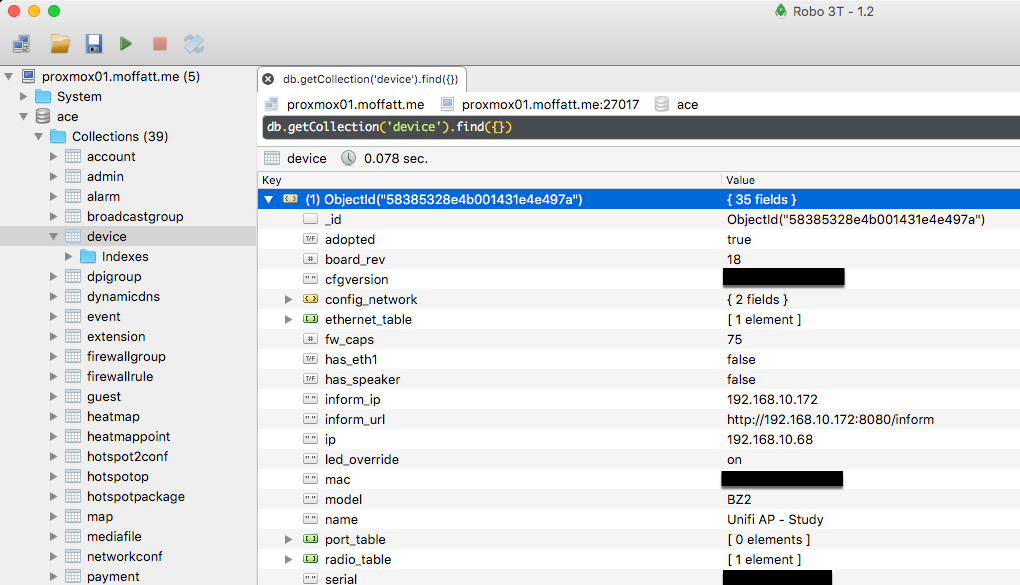 Robo 3T - 1.2
proxmox01.moffatt.me (5)
System
ace
Collections (39)
account
admin
alarm
broadcastgroup
device
Indexes
dpigroup
dynamicdns
event
extension
firewallgroup
firewallrule
guest
heatmap
heatmappoint
hotspot2conf
hotspotop
hotspotpackage
map
mediafile
networkconf
payment
db.getCollection('device').find({})
proxmox01.moffatt.me proxmox01.moffatt.me:27017 ace
db.getCollection('device').find({})
device 0.078 sec.
Key Value
(1) ObjectId("58385328e4b001431e4e497a") { 35 fields }
_id ObjectId("58385328e4b001431e4e497a")
T/F adopted true
# board_rev 18
" " cfgversion
{ } config_network { 2 fields }
[ ] ethernet_table [ 1 element ]
# fw_caps 75
T/F has_eth1 false
T/F has_speaker false
" " inform_ip 192.168.10.172
" " inform_url http://192.168.10.172:8080/inform
" " ip 192.168.10.68
" " led_override on
" " mac
" " model BZ2
" " name Unifi AP - Study
[ ] port_table [ 0 elements ]
[ ] radio_table [ 1 element ]
" " serial